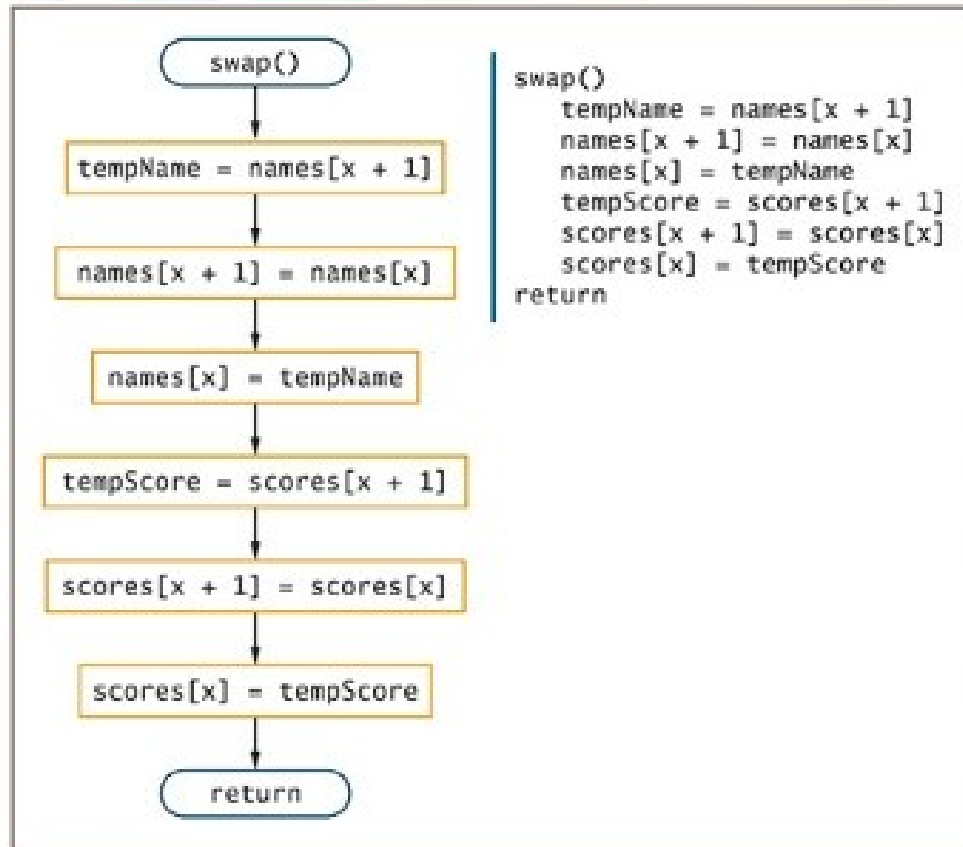 swap()
tempName = names[x + 1]
names[x + 1] = names[x]
names[x] = tempName
tempScore = scores[x + 1]
scores[x + 1] = scores[x]
scores[x] = tempScore
return
swap()
tempName = names[x + 1]
names[x + 1] = names[x]
names[x] = tempName
tempScore = scores[x + 1]
scores[x + 1] = scores[x]
scores[x] = tempScore
return